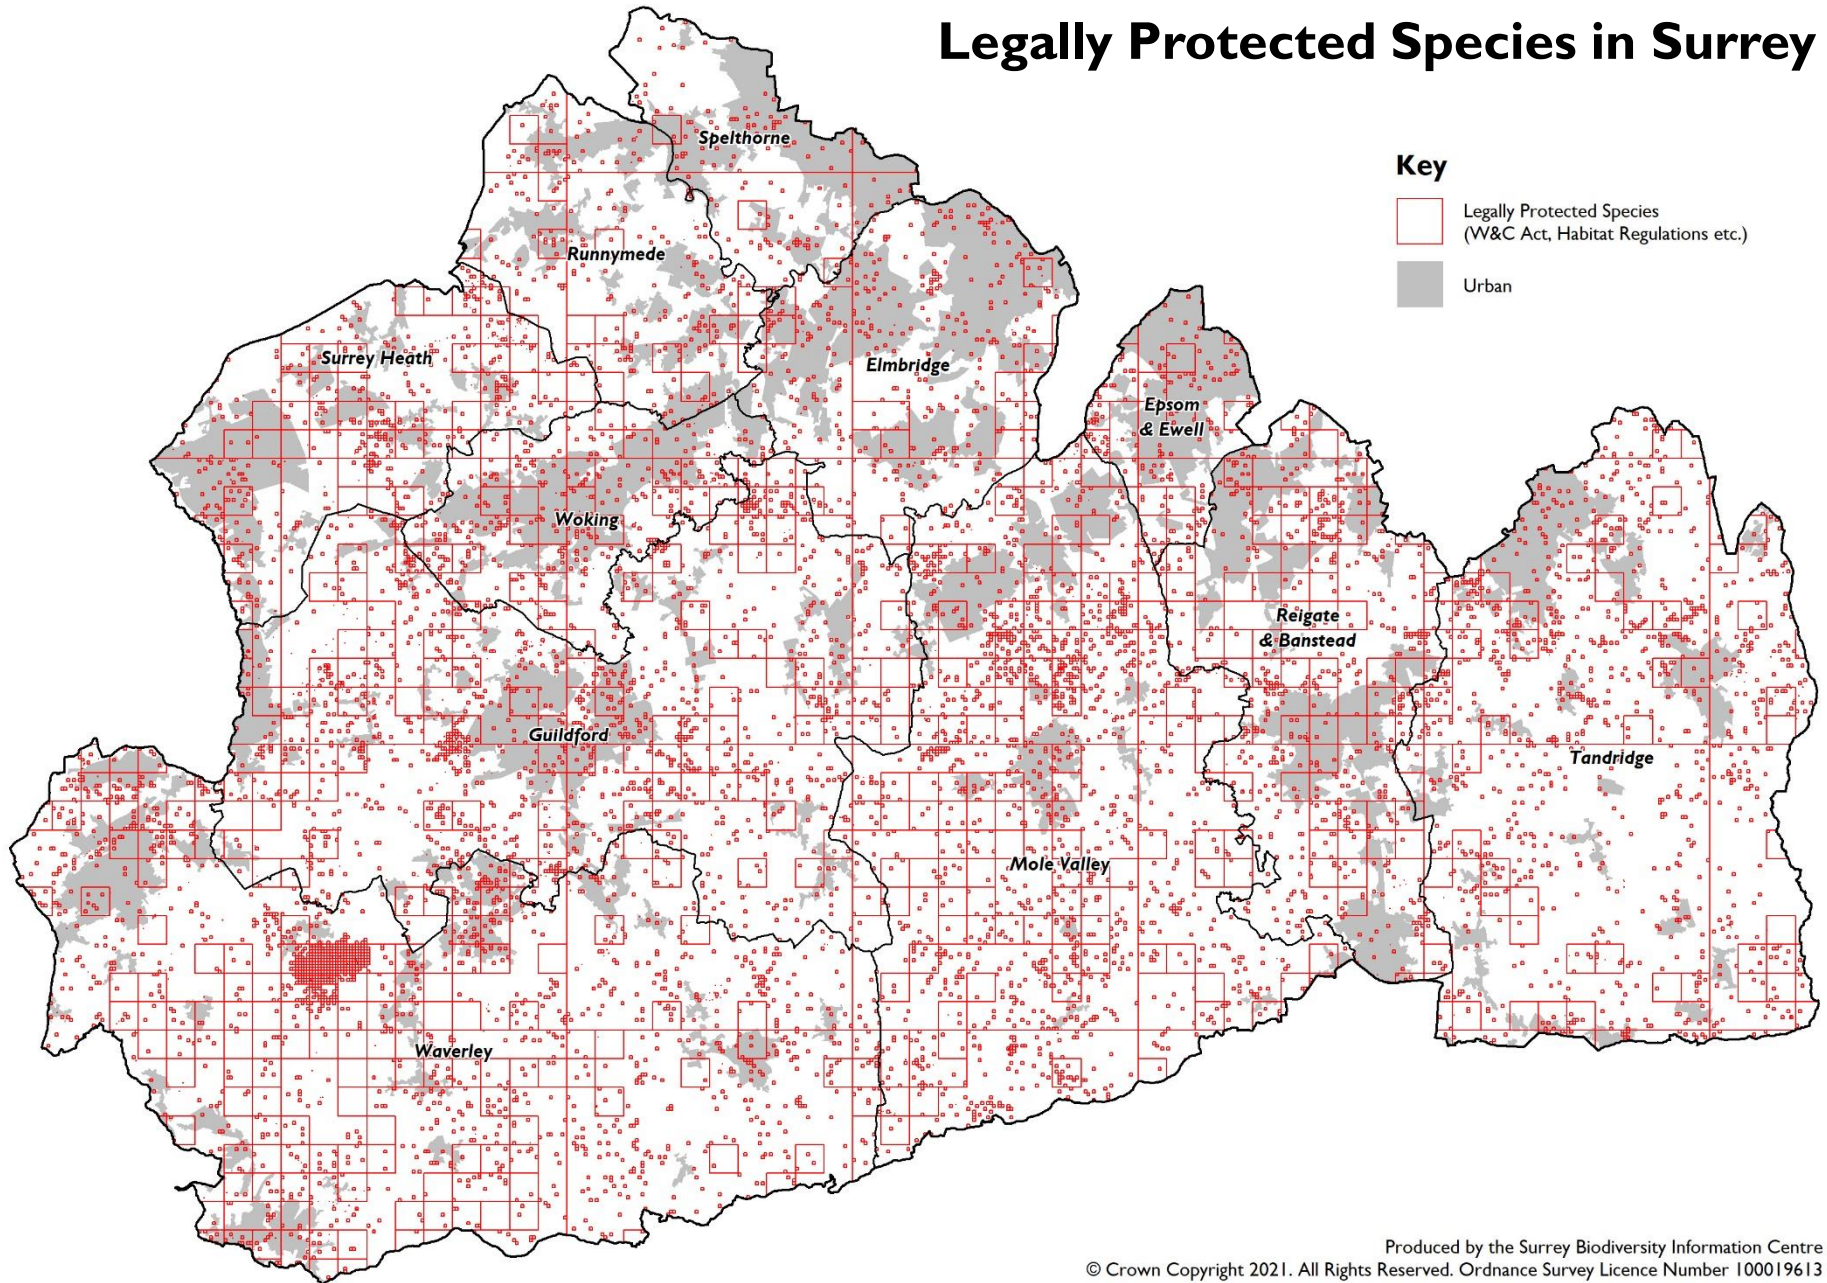 Legally Protected Species in Surrey
Key
Legally Protected Species
(W&C Act, Habitat Regulations etc.)
Urban
Spelthorne
Runnymede
Surrey Heath
Elmbridge
Epsom
& Ewell
Woking
Reigate
& Banstead
Guildford
Tandridge
Mole Valley
Waverley
Produced by the Surrey Biodiversity Information Centre
© Crown Copyright 2021. All Rights Reserved. Ordnance Survey Licence Number 100019613